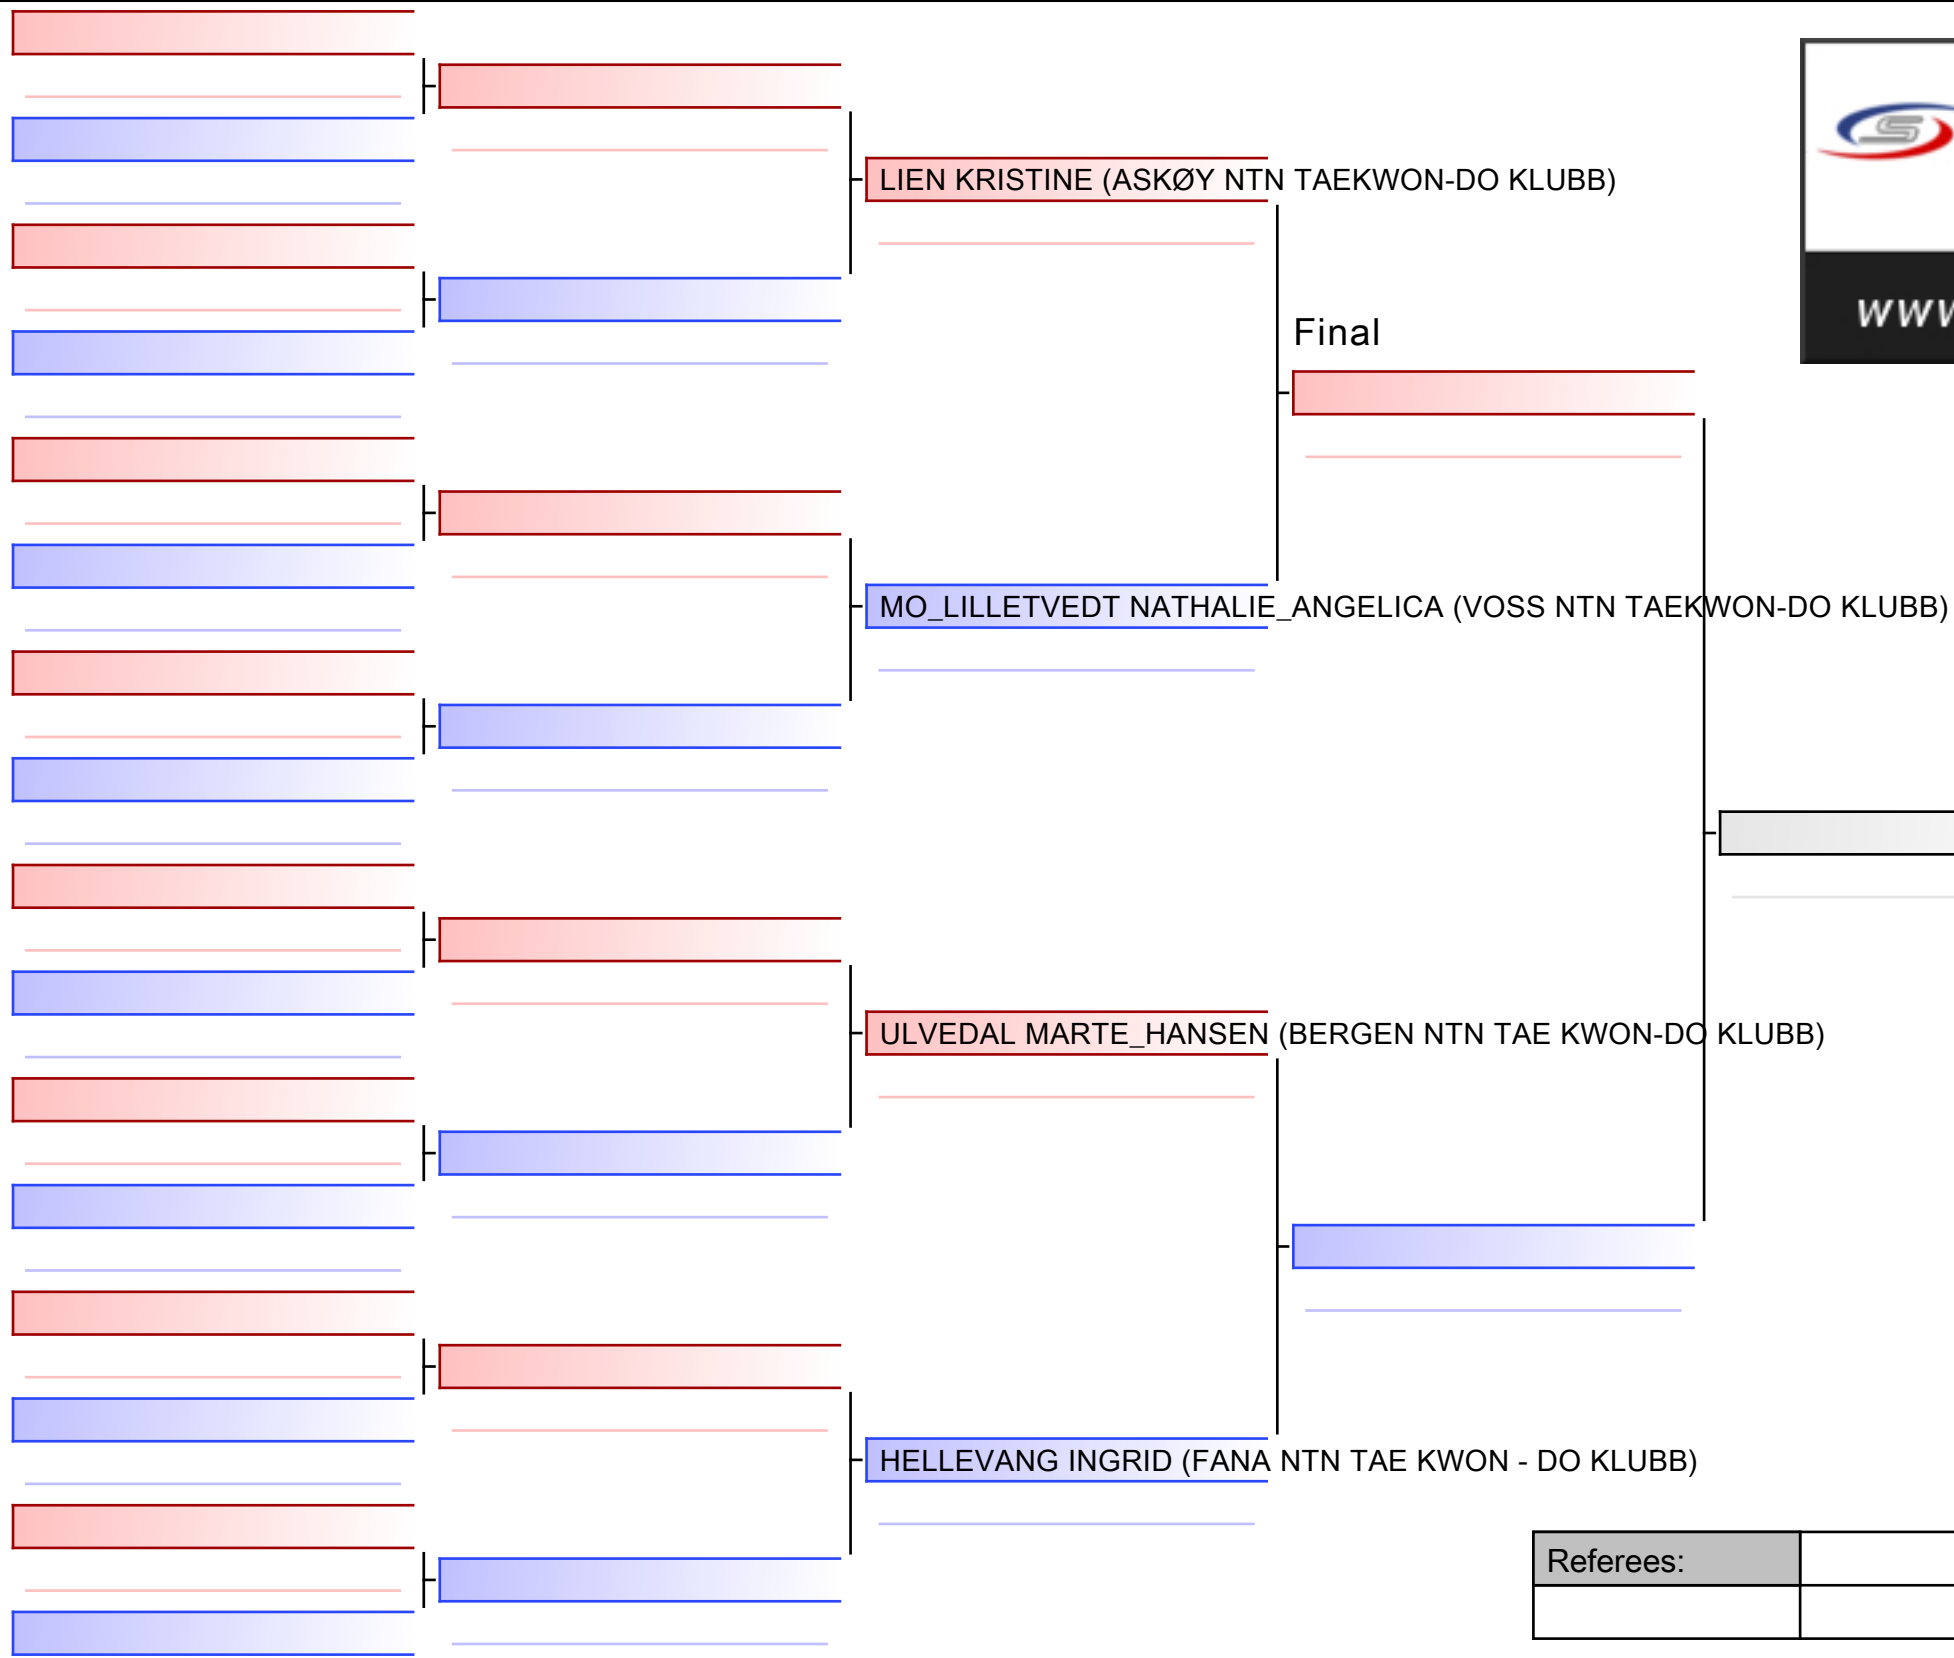 LIEN KRISTINE (ASKØY NTN TAEKWON-DO KLUBB)
S
www
Final
MO_LILLETVEDT NATHALIE_ANGELICA (VOSS NTN TAEKWON-DO KLUBB)
ULVEDAL MARTE_HANSEN (BERGEN NTN TAE KWON-DO KLUBB)
HELLEVANG INGRID (FANA NTN TAE KWON - DO KLUBB)
Referees: